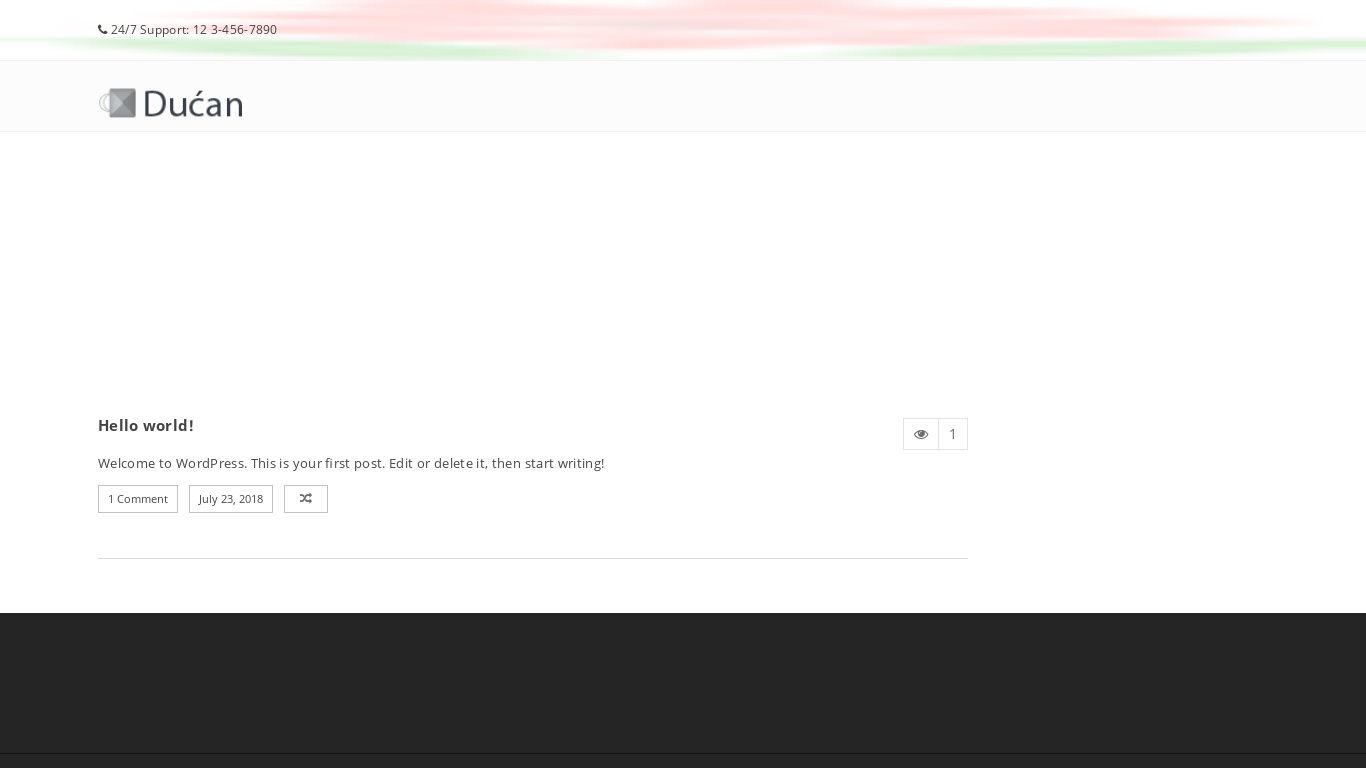 24/7 Support: 12 3-456-7890
Dućan
Hello world!
1
Welcome to WordPress. This is your first post. Edit or delete it, then start writing!
1 Comment
July 23, 2018